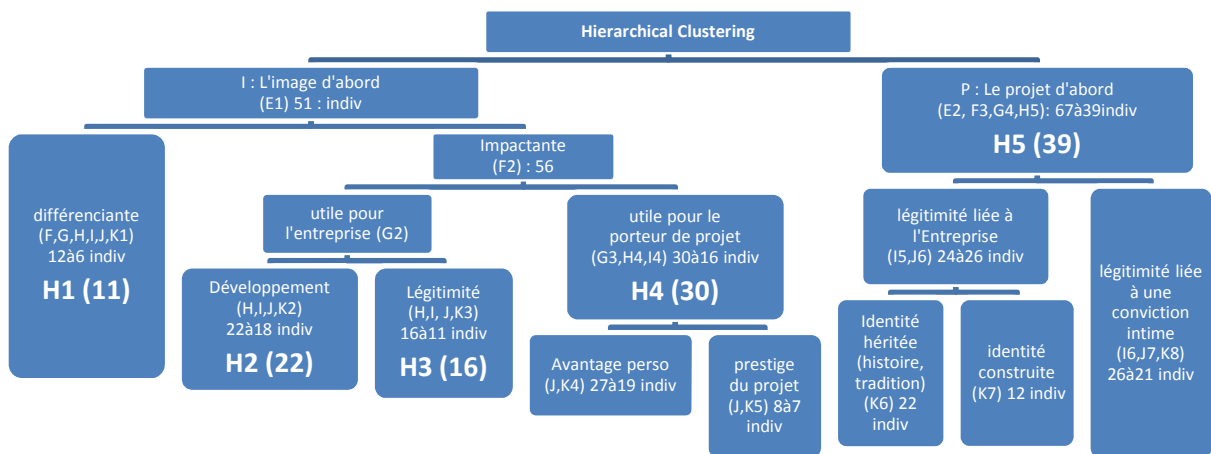 Hierarchical Clustering
I : L'image d'abord
(E1) 51 : indiv
P : Le projet d'abord
(E2, F3,G4,H5): 67à39indiv
H5 (39)
différenciante
(F,G,H,I,J,K1)
12à6 indiv
H1 (11)
Impactante
(F2) : 56
utile pour
l'entreprise (G2)
utile pour le
porteur de projet
(G3,H4,I4) 30à16 indiv
H4 (30)
légitimité liée à
l'Entreprise
(I5,J6) 24à26 indiv
légitimité liée
à une
conviction
intime
(I6,J7,K8)
26à21 indiv
Développement
(H,I,J,K2)
22à18 indiv
H2 (22)
Légitimité
(H,I, J,K3)
16à11 indiv
H3 (16)
Avantage perso
(J,K4) 27à19 indiv
prestige
du projet
(J,K5) 8à7
indiv
Identité
héritée
(histoire,
tradition)
(K6) 22
indiv
identité
construite
(K7) 12 indiv